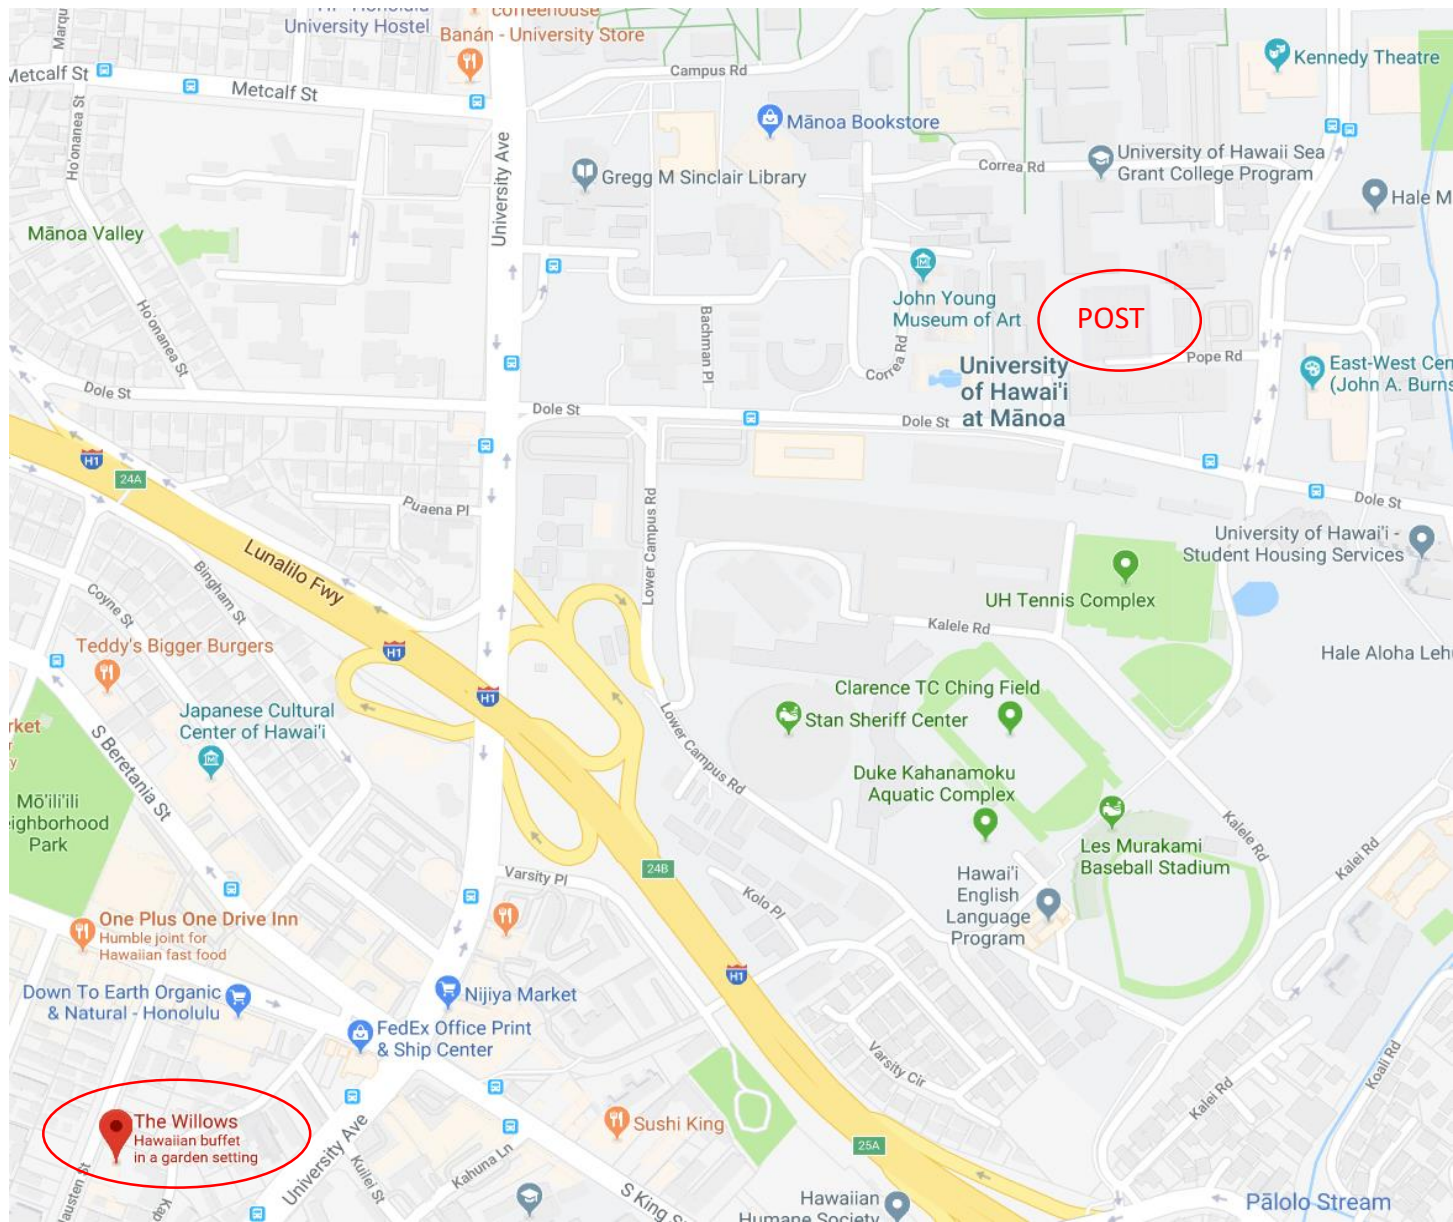 University Hostel
coffeehouse
Banán - University Store
Marqu
Metcalf St
Metcalf St
Campus Rd
Kennedy Theatre
Ho'onanea St
University Ave
Mānoa Bookstore
Correa Rd
University of Hawaii Sea
Grant College Program
Gregg M Sinclair Library
Hale M
Mānoa Valley
John Young
Museum of Art
POST
Ho'onanea St
Bachman Pl
Correa Rd
Pope Rd
University
of Hawai'i
at Mānoa
East-West Cen
(John A. Burns
Dole St
Dole St
Dole St
Dole St
H1
24A
Puaena Pl
Lower Campus Rd
University of Hawai'i -
Student Housing Services
Lunalilo Fwy
Bingham St
Coyne St
UH Tennis Complex
Kalele Rd
Teddy's Bigger Burgers
H1
Hale Aloha Leh
H1
Clarence TC Ching Field
Stan Sheriff Center
Japanese Cultural
Center of Hawai'i
rket
S Beretania St
Lower Campus Rd
Duke Kahanamoku
Aquatic Complex
Mō'ili'ili
eighborhood
Park
Les Murakami
Baseball Stadium
Kalele Rd
Kalei Rd
24B
Varsity Pl
Kolo Pl
Hawai'i
English
Language
Program
One Plus One Drive Inn
Humble joint for
Hawaiian fast food
H1
Down To Earth Organic
& Natural - Honolulu
Nijiya Market
FedEx Office Print
& Ship Center
Varsity Cir
Koali Rd
Kalei Rd
The Willows
Hawaiian buffet
in a garden setting
Sushi King
25A
University Ave
Kuilei St
Kahuna Ln
S King S
austen St
Kap
Hawaiian
Humane Society
Pālolo Stream